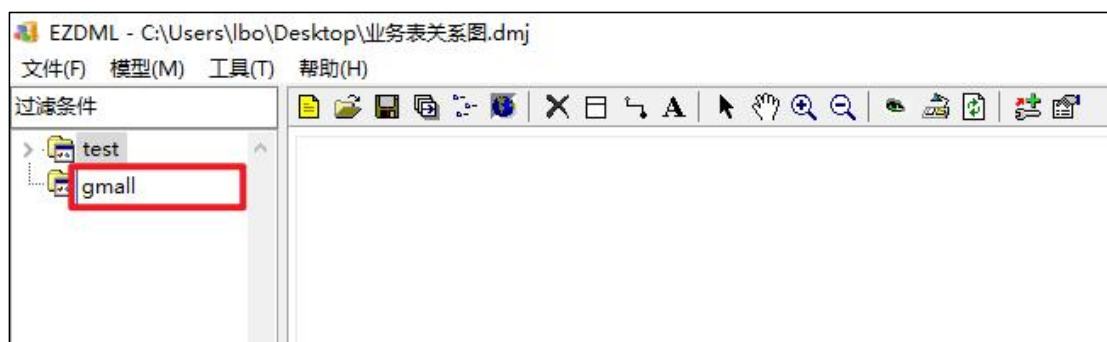 EZDML - C:\Users\lbo\Desktop\业务表关系图.dmj
文件(F) 模型(M) 工具(T) 帮助(H)
过滤条件
A
test
gmall